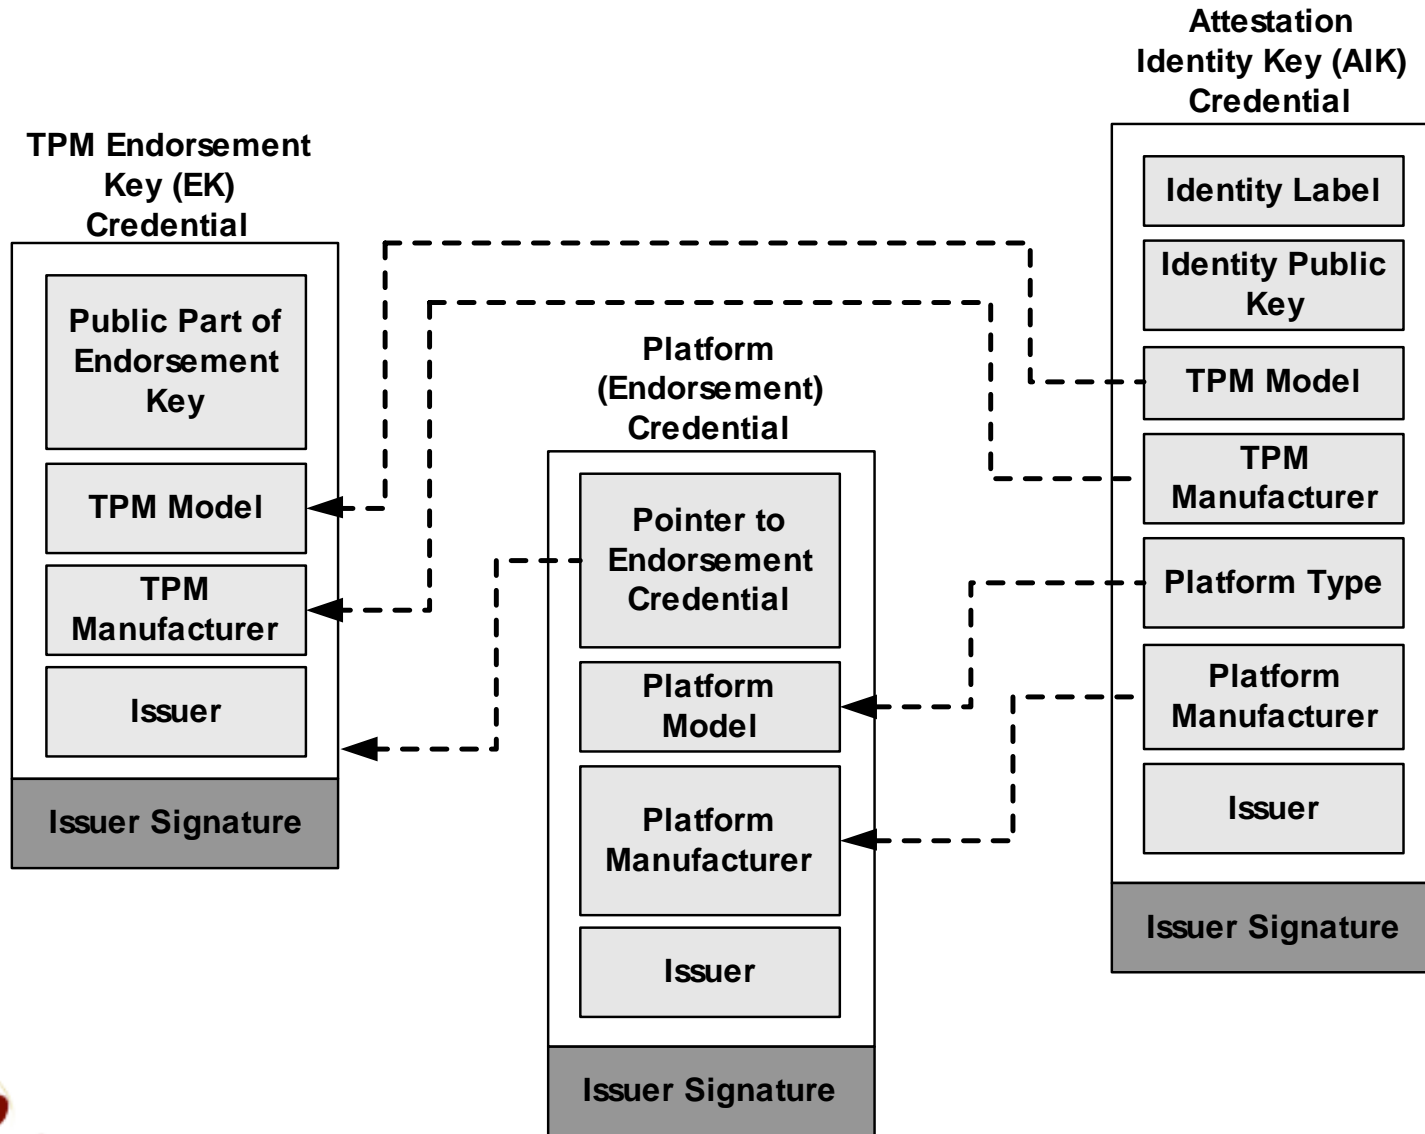 TPM Endorsement
Key (EK)
Credential
Public Part of
Endorsement
Key
TPM Model
TPM
Manufacturer
Issuer
Issuer Signature
Platform
(Endorsement)
Credential
Pointer to
Endorsement
Credential
Platform
Model
Platform
Manufacturer
Issuer
Issuer Signature
Attestation
Identity Key (AIK)
Credential
Identity Label
Identity Public
Key
TPM Model
TPM
Manufacturer
Platform Type
Platform
Manufacturer
Issuer
Issuer Signature